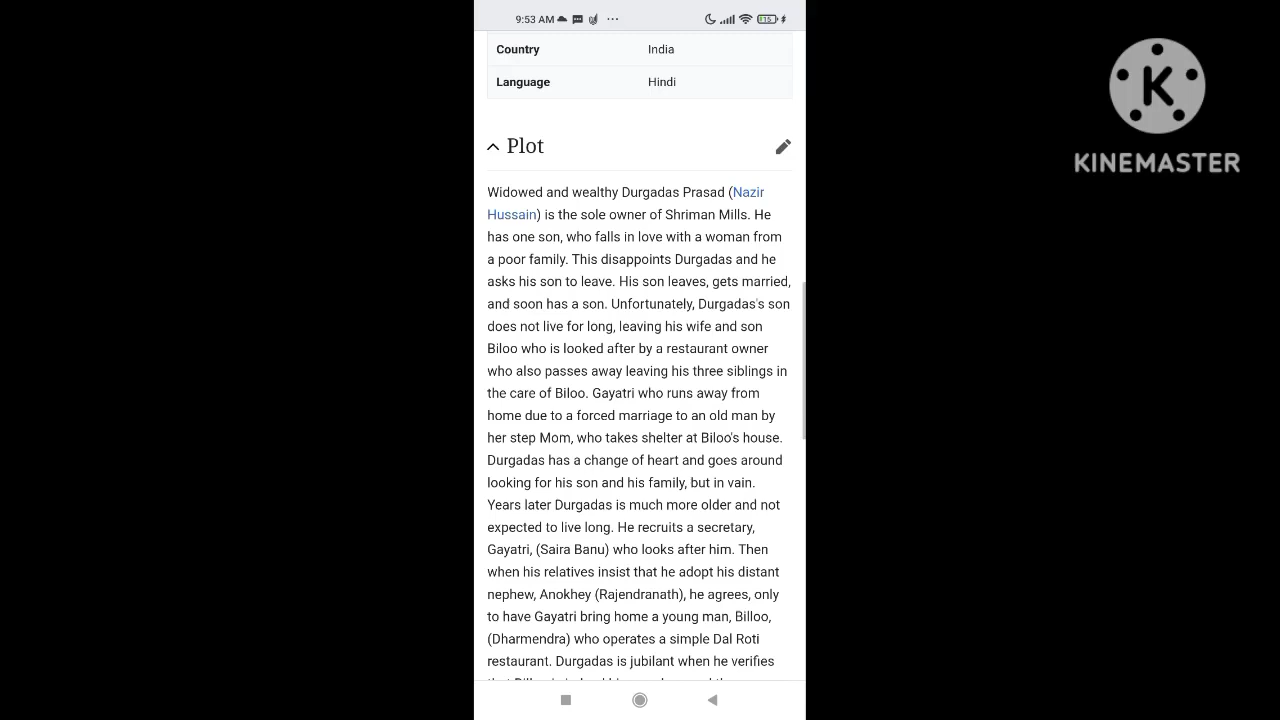 9:53 AM
15
Country India
Language Hindi
Plot
Widowed and wealthy Durgadas Prasad (Nazir
Hussain) is the sole owner of Shriman Mills. He
has one son, who falls in love with a woman from
a poor family. This disappoints Durgadas and he
asks his son to leave. His son leaves, gets married,
and soon has a son. Unfortunately, Durgadas's son
does not live for long, leaving his wife and son
Biloo who is looked after by a restaurant owner
who also passes away leaving his three siblings in
the care of Biloo. Gayatri who runs away from
home due to a forced marriage to an old man by
her step Mom, who takes shelter at Biloo's house.
Durgadas has a change of heart and goes around
looking for his son and his family, but in vain.
Years later Durgadas is much more older and not
expected to live long. He recruits a secretary,
Gayatri, (Saira Banu) who looks after him. Then
when his relatives insist that he adopt his distant
nephew, Anokhey (Rajendranath), he agrees, only
to have Gayatri bring home a young man, Billoo,
(Dharmendra) who operates a simple Dal Roti
restaurant. Durgadas is jubilant when he verifies
K
KINEMASTER